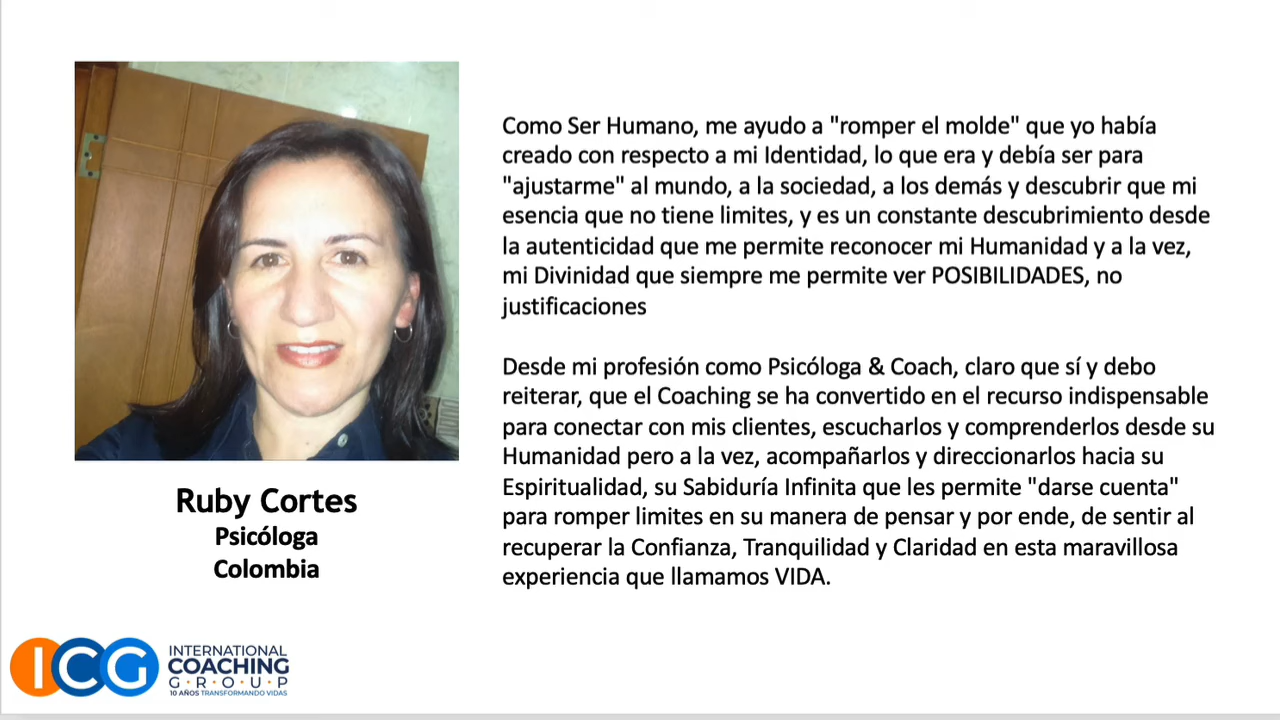 Como Ser Humano, me ayudo a "romper el molde" que yo había
creado con respecto a mi Identidad, lo que era y debía ser para
"ajustarme" al mundo, a la sociedad, a los demás y descubrir que mi
esencia que no tiene limites, y es un constante descubrimiento desde
la autenticidad que me permite reconocer mi Humanidad y a la vez,
mi Divinidad que siempre me permite ver POSIBILIDADES, no
justificaciones
Desde mi profesión como Psicóloga & Coach, claro que sí y debo
reiterar, que el Coaching se ha convertido en el recurso indispensable
para conectar con mis clientes, escucharlos y comprenderlos desde su
Humanidad pero a la vez, acompañarlos y direccionarlos hacia su
Espiritualidad, su Sabiduría Infinita que les permite "darse cuenta"
para romper limites en su manera de pensar y por ende, de sentir al
recuperar la Confianza, Tranquilidad y Claridad en esta maravillosa
experiencia que llamamos VIDA.
Ruby Cortes
Psicóloga
Colombia
ICG
INTERNATIONAL
COACHING
G·R·O·U·P
10 AÑOS TRANSFORMANDO VIDAS